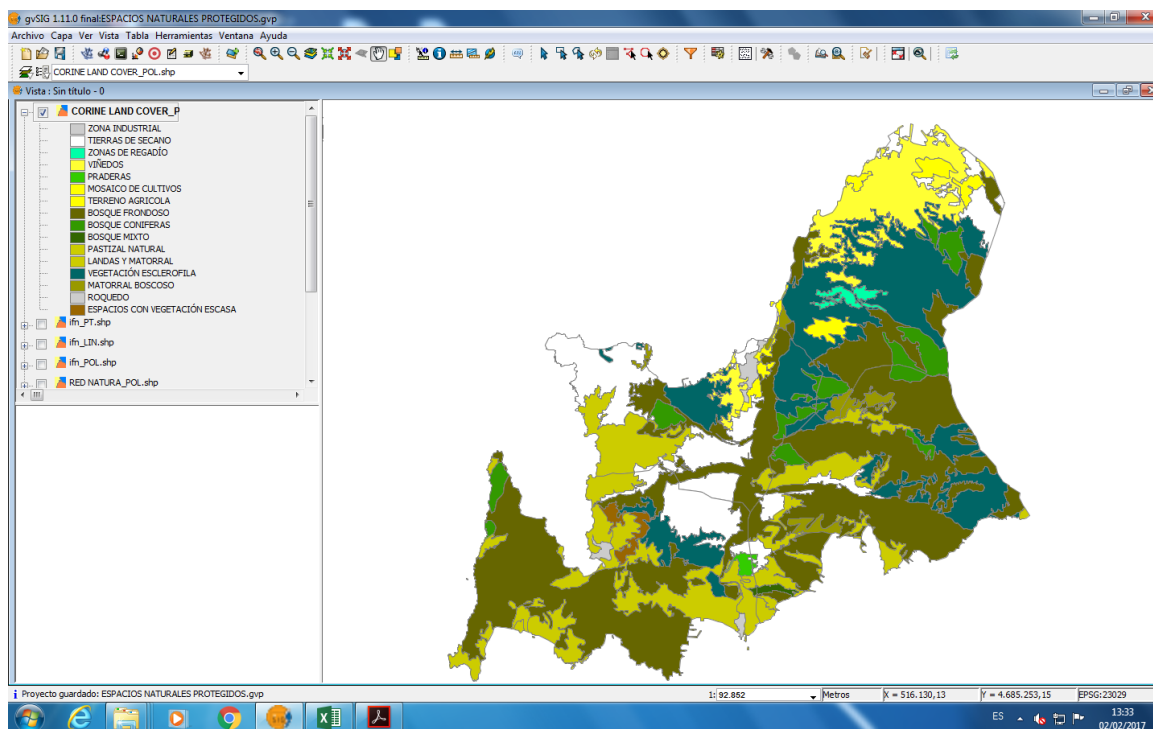 gvSIG 1.11.0 final:ESPACIOS NATURALES PROTEGIDOS.gvp
Archivo Capa Ver Vista Tabla Herramientas Ventana Ayuda
CORINE LAND COVER_POL.shp
Vista : Sin título - 0
CORINE LAND COVER_P
ZONA INDUSTRIAL
TIERRAS DE SECANO
ZONAS DE REGADÍO
VIÑEDOS
PRADERAS
MOSAICO DE CULTIVOS
TERRENO AGRICOLA
BOSQUE FRONDOSO
BOSQUE CONIFERAS
BOSQUE MIXTO
PASTIZAL NATURAL
LANDAS Y MATORRAL
VEGETACIÓN ESCLEROFILA
MATORRAL BOSCOSO
ROQUEDO
ESPACIOS CON VEGETACIÓN ESCASA
ifn_PT.shp
ifn_LIN.shp
ifn_POL.shp
RED NATURA_POL.shp
Proyecto guardado: ESPACIOS NATURALES PROTEGIDOS.gvp
1: 92.852
Metros
X = 516.130,13
Y = 4.685.253,15
EPSG:23029
ES
13:33
02/02/2017